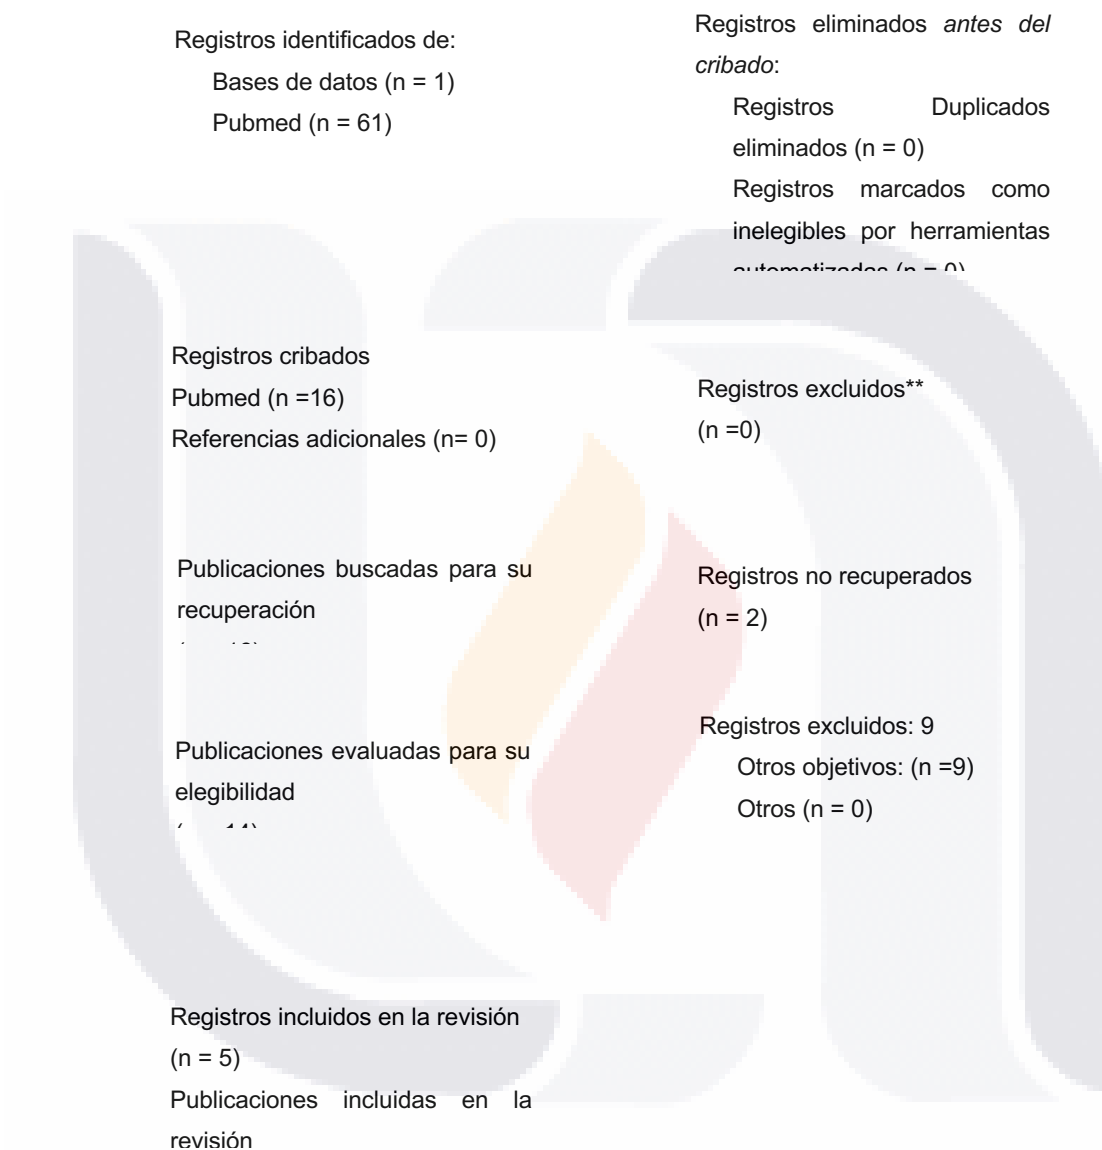 Registros identificados de:
Bases de datos (n = 1)
Pubmed (n = 61)
Registros eliminados antes del
cribado:
Registros Duplicados
eliminados (n = 0)
Registros marcados como
inelegibles por herramientas
automatizadas (n = 0)
Registros cribados
Pubmed (n =16)
Referencias adicionales (n= 0)
Registros excluidos**
(n =0)
Publicaciones buscadas para su
recuperación
Registros no recuperados
(n = 2)
Publicaciones evaluadas para su
elegibilidad
(n = 14)
Registros excluidos: 9
Otros objetivos: (n =9)
Otros (n = 0)
Registros incluidos en la revisión
(n = 5)
Publicaciones incluidas en la
revisión